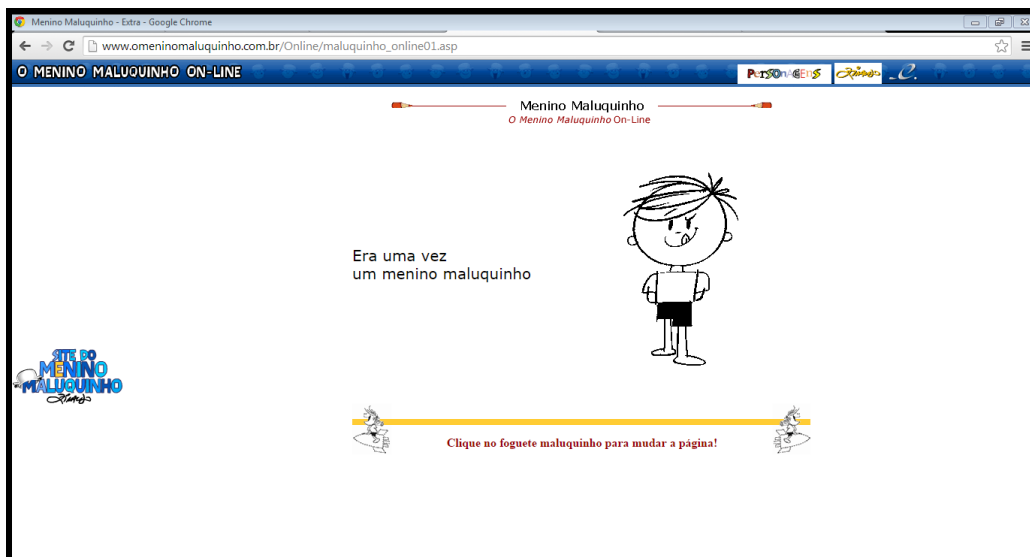 Menino Maluquinho - Extra - Google Chrome
www.omeninomaluquinho.com.br/Online/maluquinho_online01.asp
O MENINO MALUQUINHO ON-LINE
PERSONAGENS
Ziraldo
Menino Maluquinho
O Menino Maluquinho On-Line
Era uma vez
um menino maluquinho
SITE DO
MENINO
MALUQUINHO
Ziraldo
Clique no foguete maluquinho para mudar a página!